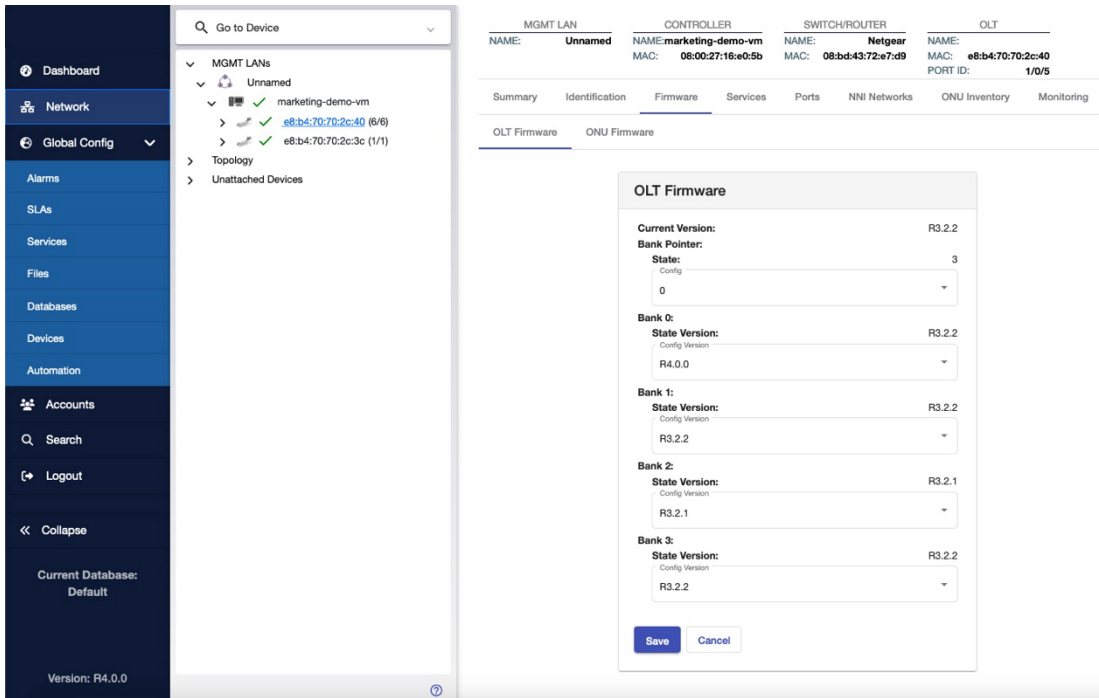 Dashboard
Network
Global Config
Alarms
SLAs
Services
Files
Databases
Devices
Automation
Accounts
Search
Logout
Collapse
Current Database:
Default
Version: R4.0.0
Go to Device
MGMT LANs
Unnamed
marketing-demo-vm
e8:b4:70:70:2c:40 (6/6)
e8:b4:70:70:2c:3c (1/1)
Topology
Unattached Devices
MGMT LAN
NAME: Unnamed
CONTROLLER
NAME:marketing-demo-vm
MAC: 08:00:27:16:e0:5b
SWITCH/ROUTER
NAME: Netgear
MAC: 08:bd:43:72:e7:d9
OLT
NAME:
MAC: e8:b4:70:70:2c:40
PORT ID: 1/0/5
Summary Identification Firmware Services Ports NNI Networks ONU Inventory Monitoring
OLT Firmware ONU Firmware
OLT Firmware
Current Version: R3.2.2
Bank Pointer:
State: 3
Config
0
Bank 0:
State Version: R3.2.2
Config Version
R4.0.0
Bank 1:
State Version: R3.2.2
Config Version
R3.2.2
Bank 2:
State Version: R3.2.1
Config Version
R3.2.1
Bank 3:
State Version: R3.2.2
Config Version
R3.2.2
Save Cancel